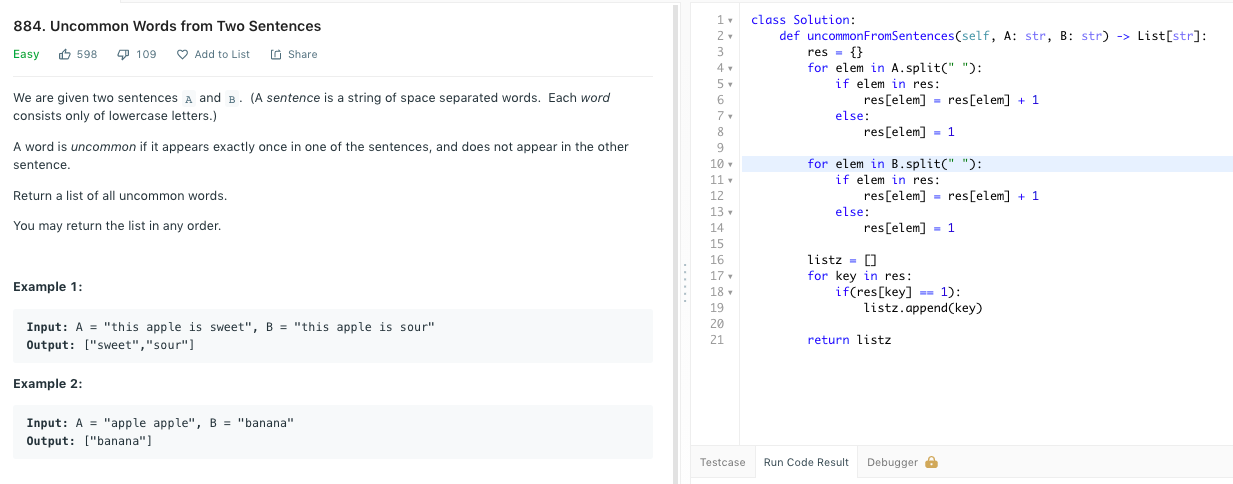 884. Uncommon Words from Two Sentences
Easy 598 109 Add to List Share
We are given two sentences A and B. (A sentence is a string of space separated words. Each word
consists only of lowercase letters.)
A word is uncommon if it appears exactly once in one of the sentences, and does not appear in the other
sentence.
Return a list of all uncommon words.
You may return the list in any order.
Example 1:
Input: A = "this apple is sweet", B = "this apple is sour"
Output: ["sweet","sour"]
Example 2:
Input: A = "apple apple", B = "banana"
Output: ["banana"]
1 class Solution:
2     def uncommonFromSentences(self, A: str, B: str) -> List[str]:
3         res = {}
4         for elem in A.split(" "):
5             if elem in res:
6                 res[elem] = res[elem] + 1
7             else:
8                 res[elem] = 1
9
10         for elem in B.split(" "):
11             if elem in res:
12                 res[elem] = res[elem] + 1
13             else:
14                 res[elem] = 1
15
16         listz = []
17         for key in res:
18             if(res[key] == 1):
19                 listz.append(key)
20
21         return listz
Testcase Run Code Result Debugger